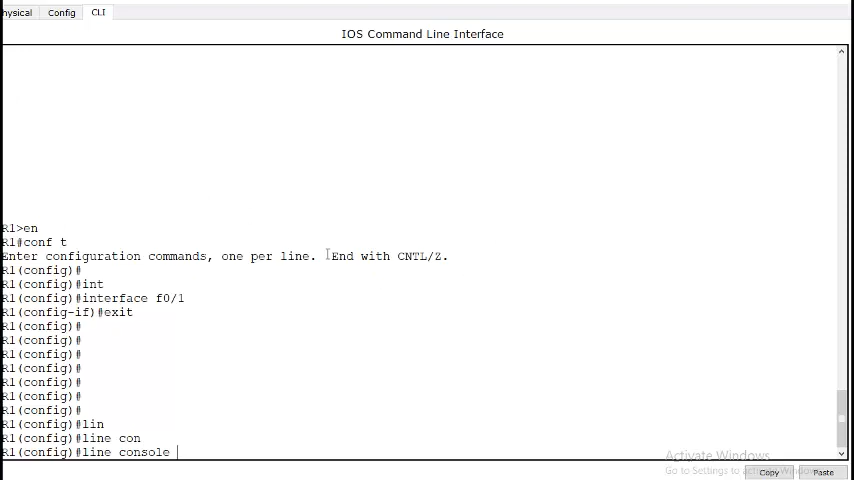 hysical Config CLI
IOS Command Line Interface
R1>en
R1#conf t
Enter configuration commands, one per line. End with CNTL/Z.
R1(config)#
R1(config)#int
R1(config)#interface f0/1
R1(config-if)#exit
R1(config)#
R1(config)#
R1(config)#
R1(config)#
R1(config)#
R1(config)#
R1(config)#
R1(config)#lin
R1(config)#line con
R1(config)#line console
Activate Windows
Go to Settings to activate Windows.
Copy Paste